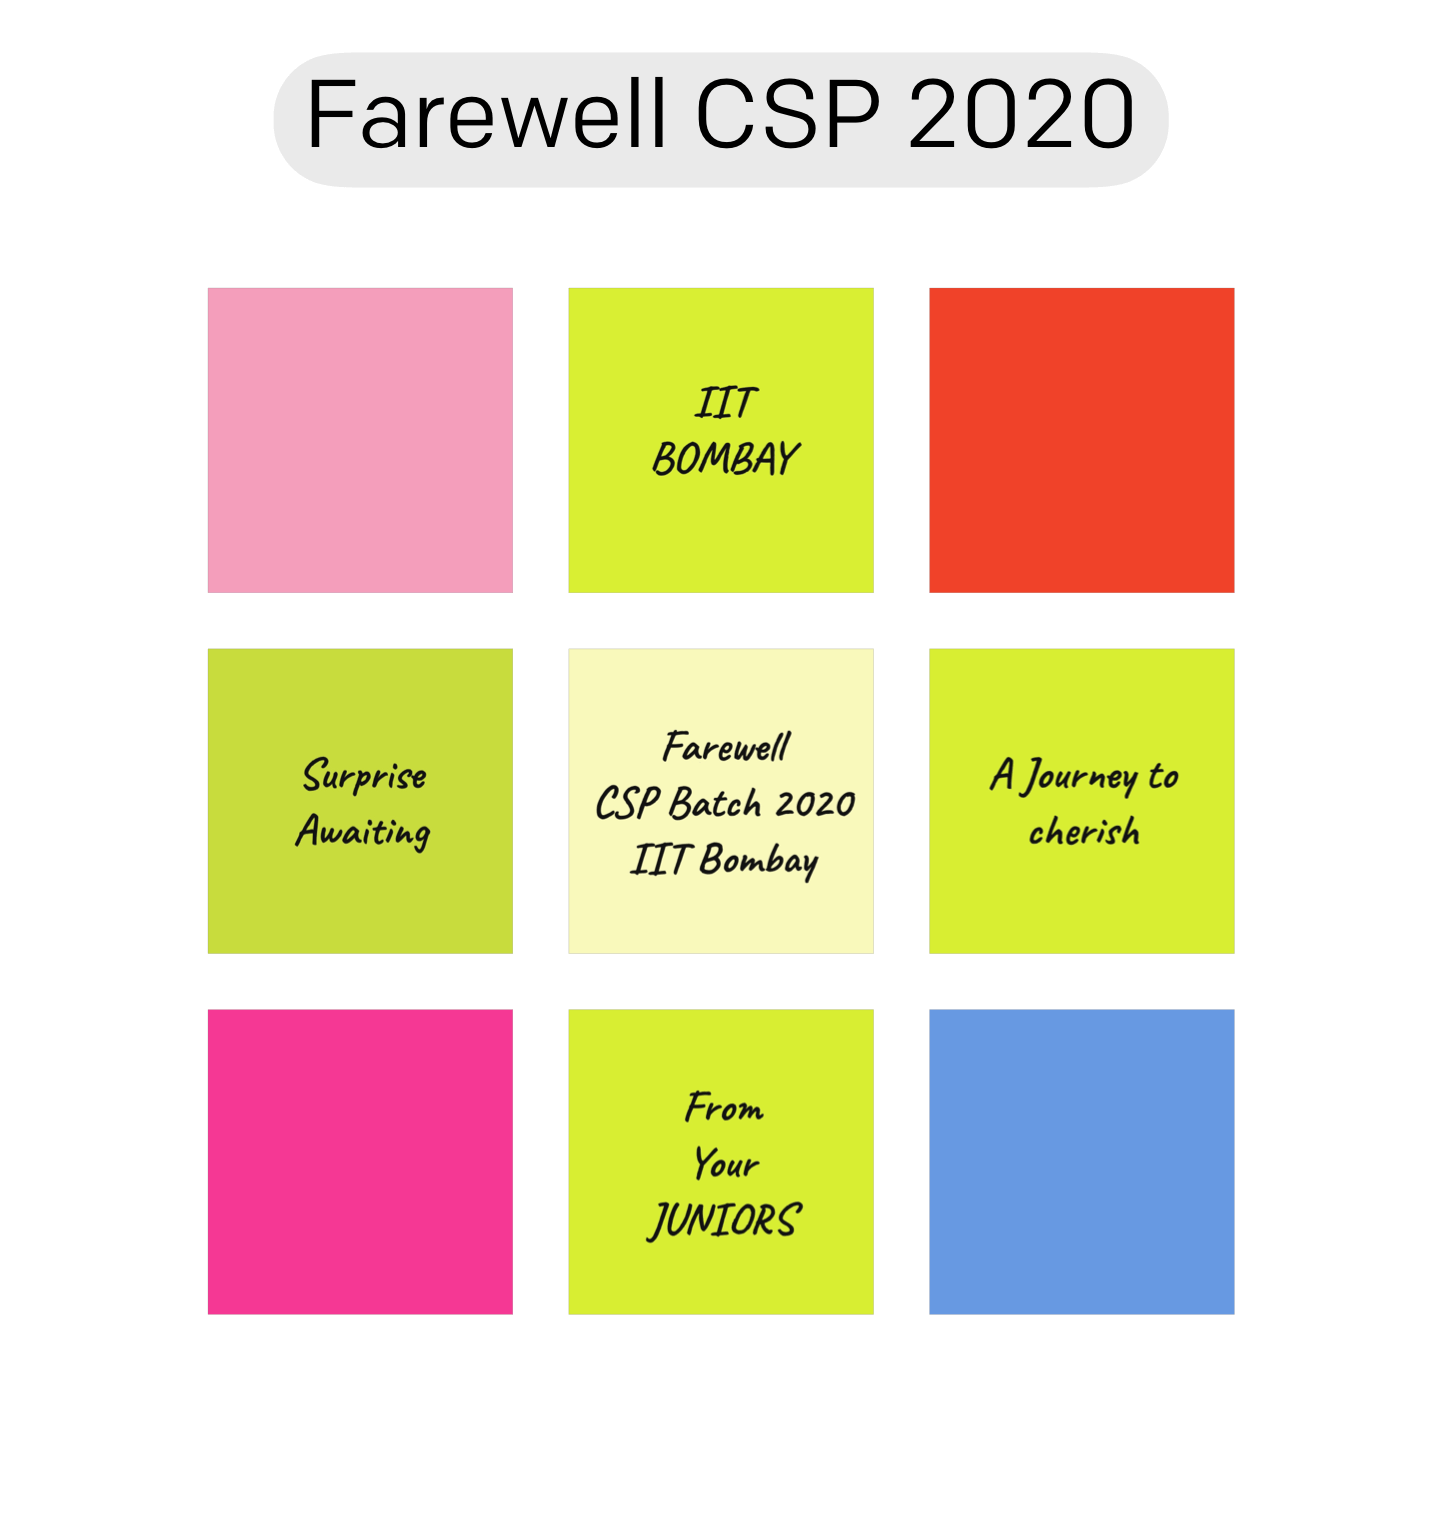 Farewell CSP 2020
IIT
BOMBAY
Surprise
Awaiting
Farewell
CSP Batch 2020
IIT Bombay
A Journey to
cherish
From
Your
JUNIORS